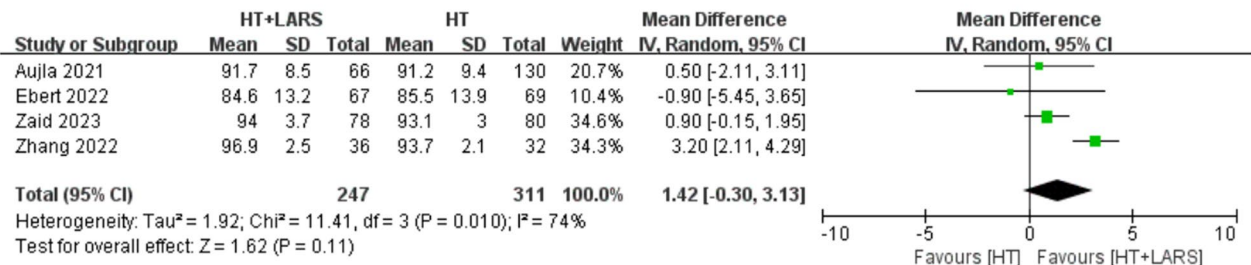 HT+LARS HT Mean Difference Mean Difference
Study or Subgroup Mean SD Total Mean SD Total Weight IV, Random, 95% CI IV, Random, 95% CI
Aujla 2021 91.7 8.5 66 91.2 9.4 130 20.7% 0.50 [-2.11, 3.11]
Ebert 2022 84.6 13.2 67 85.5 13.9 69 10.4% -0.90 [-5.45, 3.65]
Zaid 2023 94 3.7 78 93.1 3 80 34.6% 0.90 [-0.15, 1.95]
Zhang 2022 96.9 2.5 36 93.7 2.1 32 34.3% 3.20 [2.11, 4.29]
Total (95% CI) 247 311 100.0% 1.42 [-0.30, 3.13]
Heterogeneity: Tau² = 1.92; Chi² = 11.41, df = 3 (P = 0.010); I² = 74%
Test for overall effect: Z = 1.62 (P = 0.11)
-10 -5 0 5 10
Favours [HT] Favours [HT+LARS]